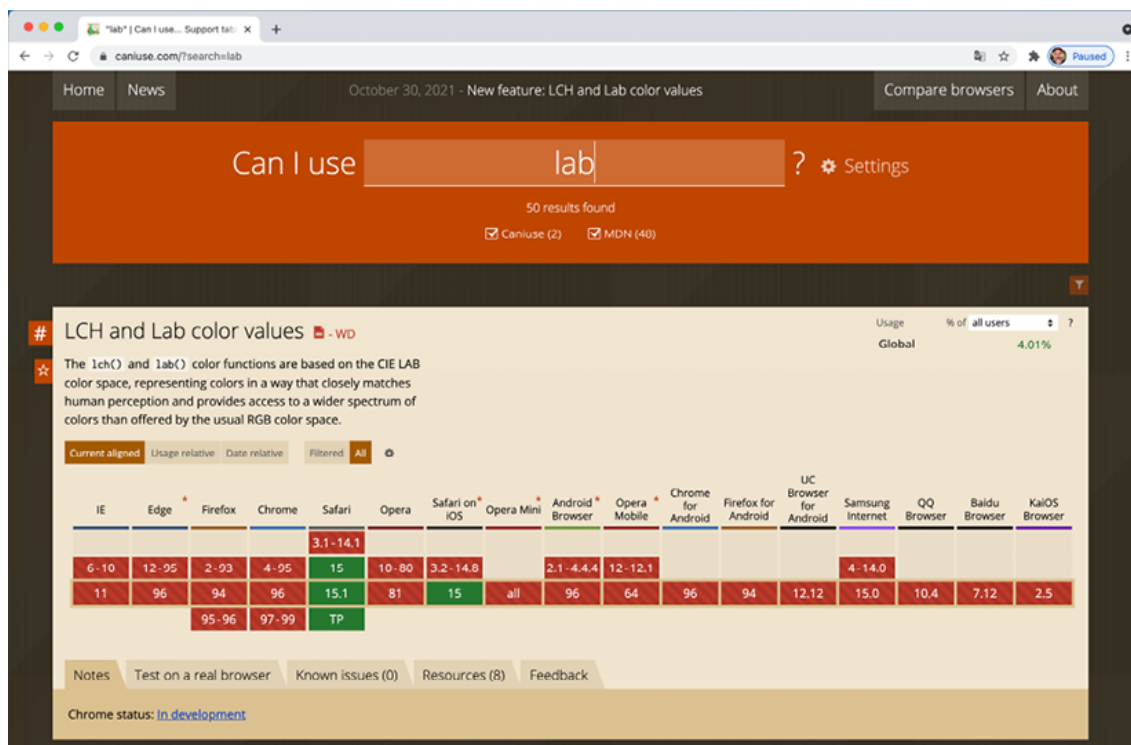 "lab" | Can I use... Support tabl
caniuse.com/?search=lab
Paused
Home News October 30, 2021 - New feature: LCH and Lab color values Compare browsers About
Can I use lab ? Settings
50 results found
Caniuse (2) MDN (48)
# LCH and Lab color values - WD
Usage % of all users ?
Global 4.01%
The lch() and lab() color functions are based on the CIE LAB
color space, representing colors in a way that closely matches
human perception and provides access to a wider spectrum of
colors than offered by the usual RGB color space.
Current aligned Usage relative Date relative Filtered All
IE Edge * Firefox Chrome Safari Opera Safari on iOS * Opera Mini * Android Browser * Opera Mobile * Chrome for Android Firefox for Android UC Browser for Android Samsung Internet QQ Browser Baidu Browser KaiOS Browser
3.1-14.1
6-10 12-95 2-93 4-95 15 10-80 3.2-14.8 2.1-4.4.4 12-12.1 4-14.0
11 96 94 96 15.1 81 15 all 96 64 96 94 12.12 15.0 10.4 7.12 2.5
95-96 97-99 TP
Notes Test on a real browser Known issues (0) Resources (8) Feedback
Chrome status: In development